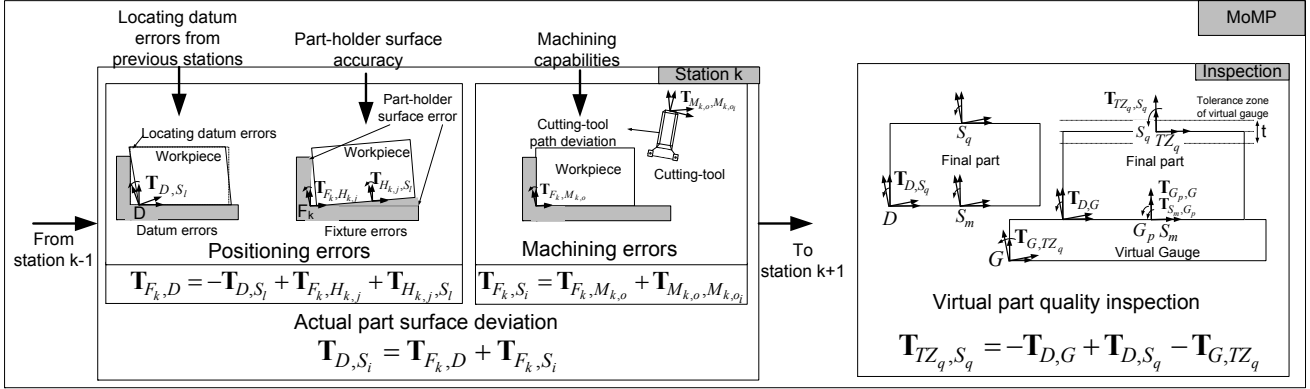 MoMP
Locating datum
errors from
previous stations
Part-holder surface
accuracy
Machining
capabilities
Station k
Inspection
Locating datum errors
Workpiece
T_{D,S_l}
D
Datum errors
Part-holder
surface error
Workpiece
T_{F_k,H_{k,j}}
T_{H_{k,j},S_l}
F_k
Fixture errors
Positioning errors
T_{F_k,D} = -T_{D,S_l} + T_{F_k,H_{k,j}} + T_{H_{k,j},S_l}
T_{M_{k,o},M_{k,o_i}}
Cutting-tool
path deviation
Workpiece
Cutting-tool
T_{F_k,M_{k,o}}
Machining errors
T_{F_k,S_i} = T_{F_k,M_{k,o}} + T_{M_{k,o},M_{k,o_i}}
Actual part surface deviation
T_{D,S_i} = T_{F_k,D} + T_{F_k,S_i}
From
station k-1
To
station k+1
S_q
Final part
T_{D,S_q}
D
S_m
T_{TZ_q,S_q}
Tolerance zone
of virtual gauge
t
S_q
TZ_q
Final part
T_{D,G}
T_{G_p,G}
T_{S_m,G_p}
G_p
S_m
T_{G,TZ_q}
G
Virtual Gauge
Virtual part quality inspection
T_{TZ_q,S_q} = -T_{D,G} + T_{D,S_q} - T_{G,TZ_q}